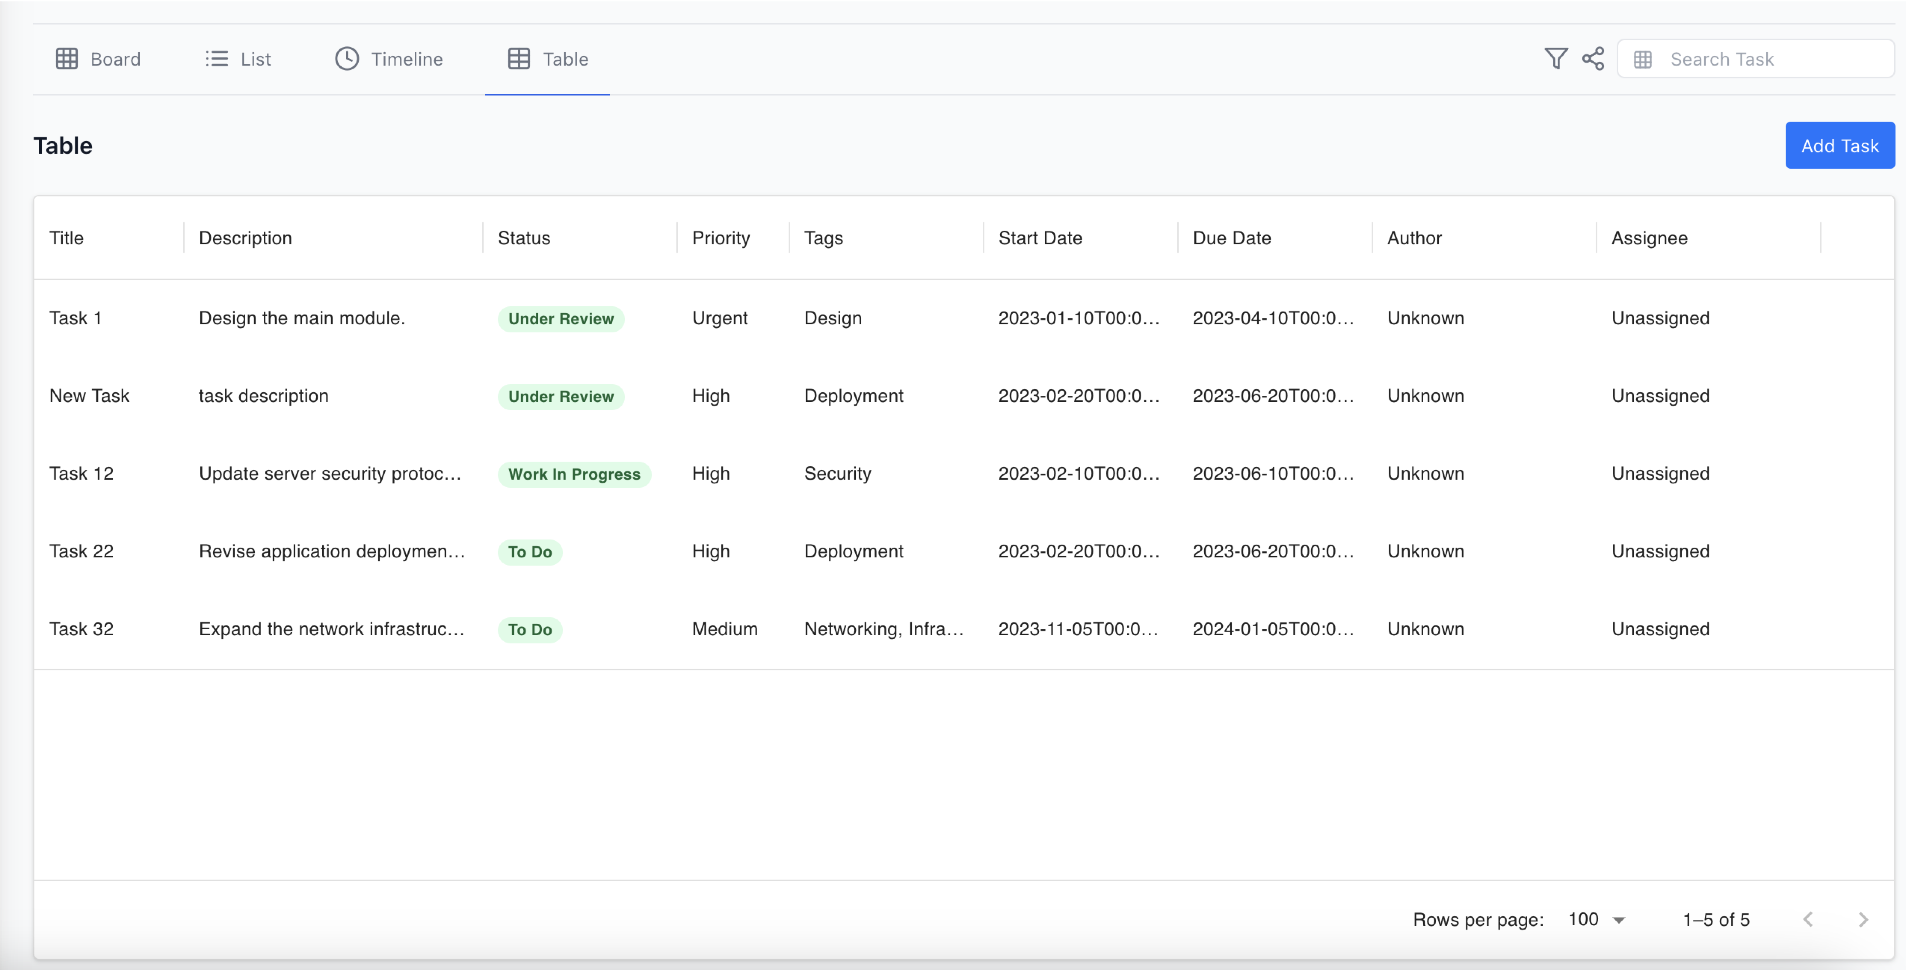 Board List Timeline Table Search Task
Table Add Task
Title Description Status Priority Tags Start Date Due Date Author Assignee
Task 1 Design the main module. Under Review Urgent Design 2023-01-10T00:0... 2023-04-10T00:0... Unknown Unassigned
New Task task description Under Review High Deployment 2023-02-20T00:0... 2023-06-20T00:0... Unknown Unassigned
Task 12 Update server security protoc... Work In Progress High Security 2023-02-10T00:0... 2023-06-10T00:0... Unknown Unassigned
Task 22 Revise application deploymen... To Do High Deployment 2023-02-20T00:0... 2023-06-20T00:0... Unknown Unassigned
Task 32 Expand the network infrastruc... To Do Medium Networking, Infra... 2023-11-05T00:0... 2024-01-05T00:0... Unknown Unassigned
Rows per page: 100 1–5 of 5